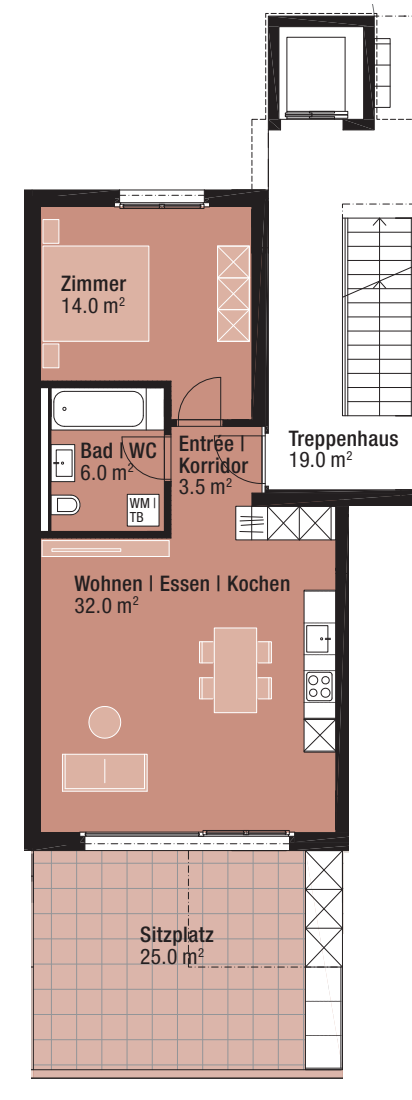 Zimmer
14.0 m²
Bad | WC
6.0 m²
WM |
TB
Entrée |
Korridor
3.5 m²
Treppenhaus
19.0 m²
Wohnen | Essen | Kochen
32.0 m²
Sitzplatz
25.0 m²